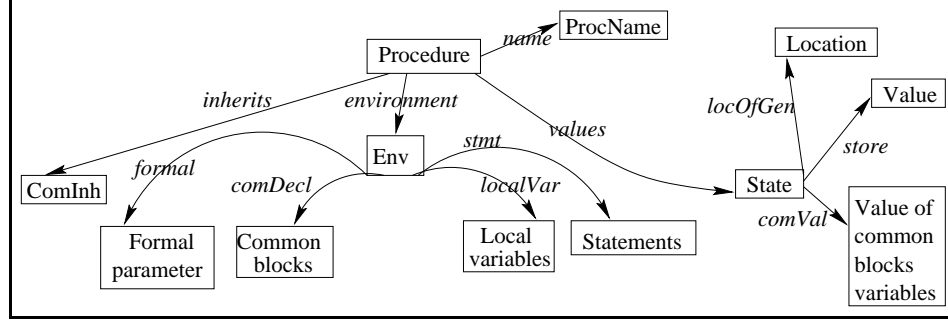 ProcName
name
Procedure
Location
inherits
environment
values
locOfGen
Value
store
formal
Env
stmt
comDecl
localVar
ComInh
State
comVal
Formal
parameter
Common
blocks
Local
variables
Statements
Value of
common
blocks
variables